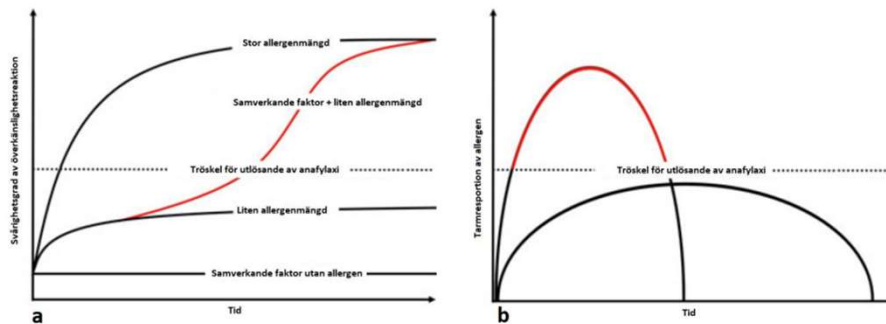 Svårighetsgrad av överkänslighetsreaktion
Stor allergenmängd
Samverkande faktor + liten allergenmängd
Tröskel för utlösande av anafylaxi
Liten allergenmängd
Samverkande faktor utan allergen
a
Tid
Tarmresportion av allergen
Tröskel för utlösande av anafylaxi
b
Tid